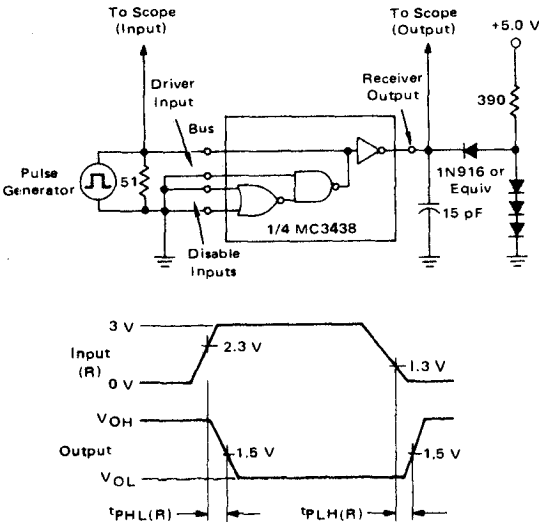 To Scope
(Input)
To Scope
(Output)
+5.0 V
Driver
Input
Receiver
Output
390
Bus
Pulse
Generator
51
1N916 or
Equiv
15 pF
1/4 MC3438
Disable
Inputs
3 V
2.3 V
Input
(R)
1.3 V
0 V
VOH
Output
1.5 V
1.5 V
VOL
tPHL(R)
tPLH(R)